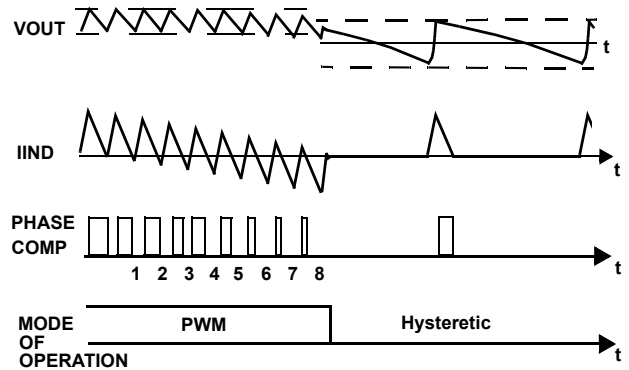 VOUT
t
IIND
t
PHASE
COMP
t
1 2 3 4 5 6 7 8
MODE
OF
OPERATION
PWM
Hysteretic
t